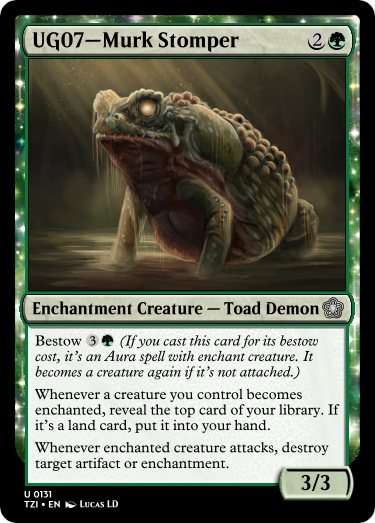 UG07—Murk Stomper 2
Enchantment Creature — Toad Demon
Bestow 3 (If you cast this card for its bestow
cost, it's an Aura spell with enchant creature. It
becomes a creature again if it's not attached.)
Whenever a creature you control becomes
enchanted, reveal the top card of your library. If
it's a land card, put it into your hand.
Whenever enchanted creature attacks, destroy
target artifact or enchantment.
3/3
U 0131
TZI • EN Lucas LD